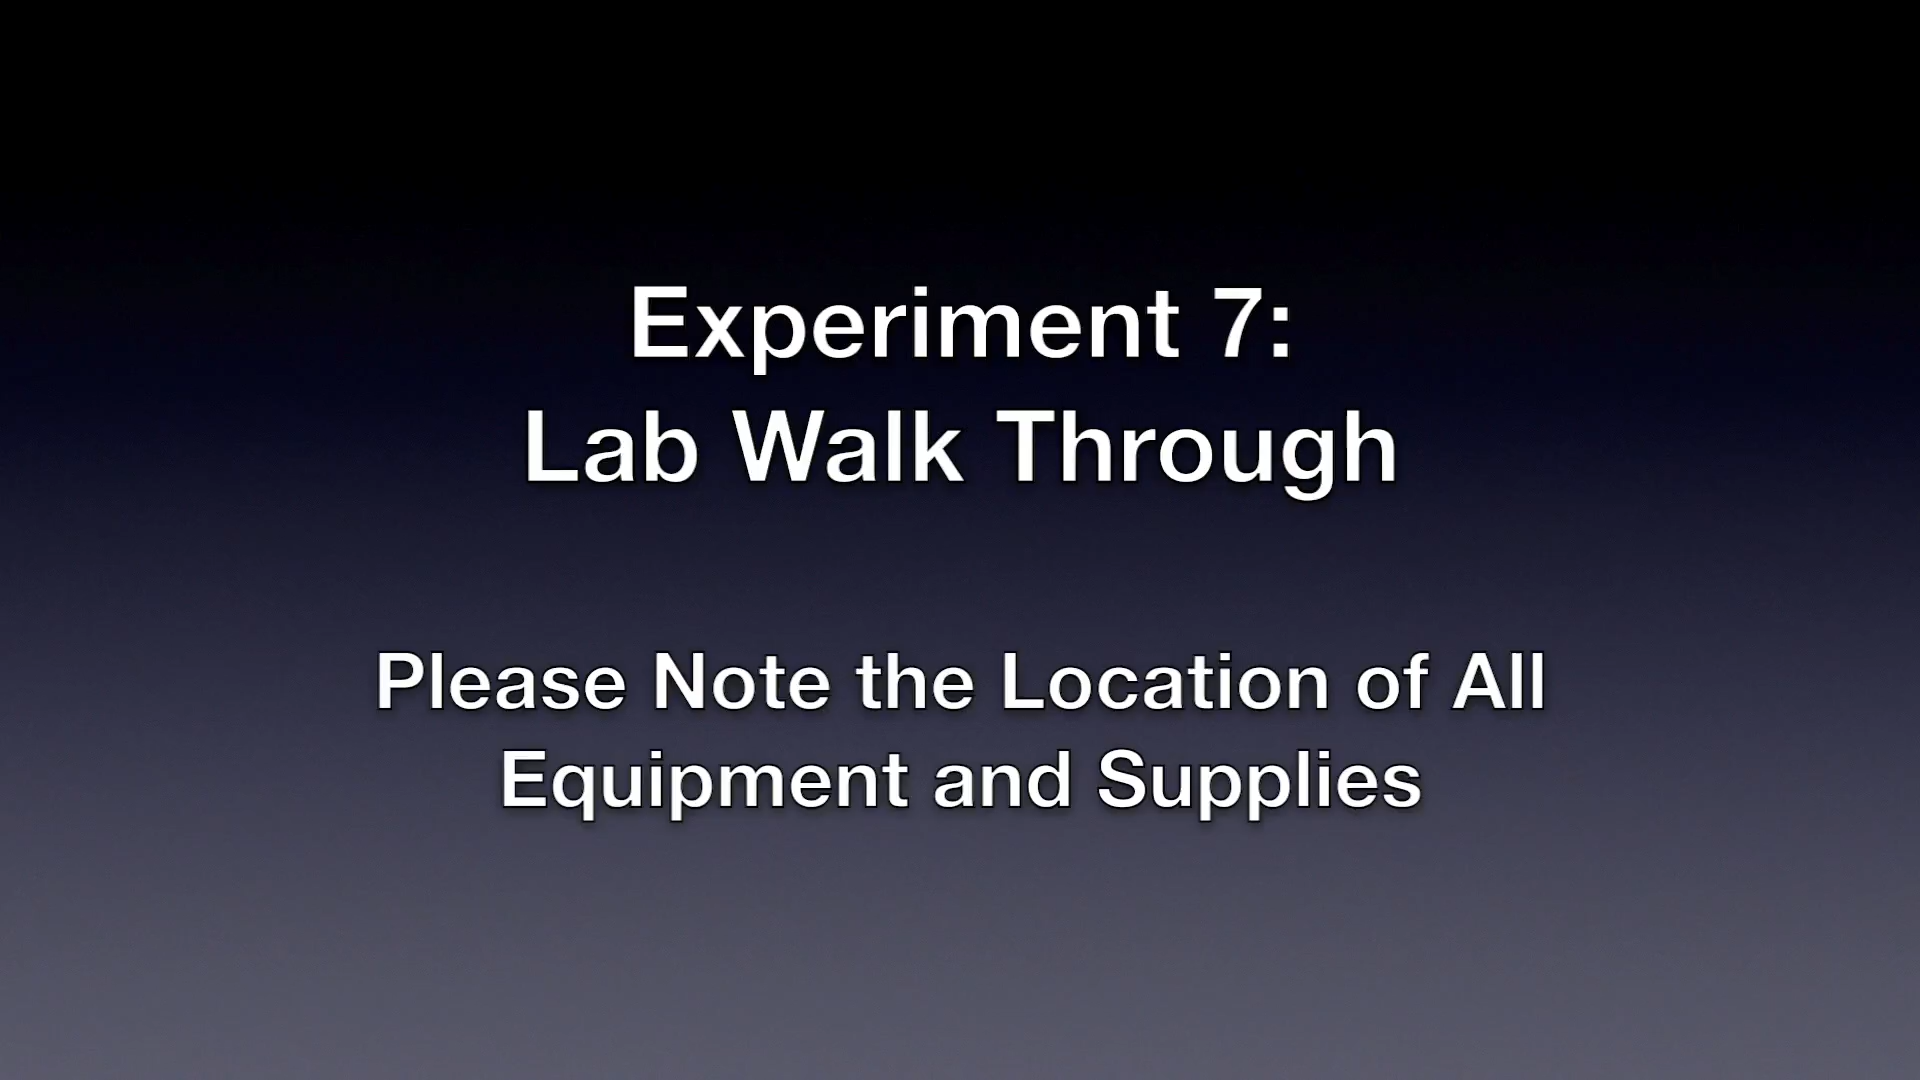 Experiment 7:
Lab Walk Through
Please Note the Location of All
Equipment and Supplies